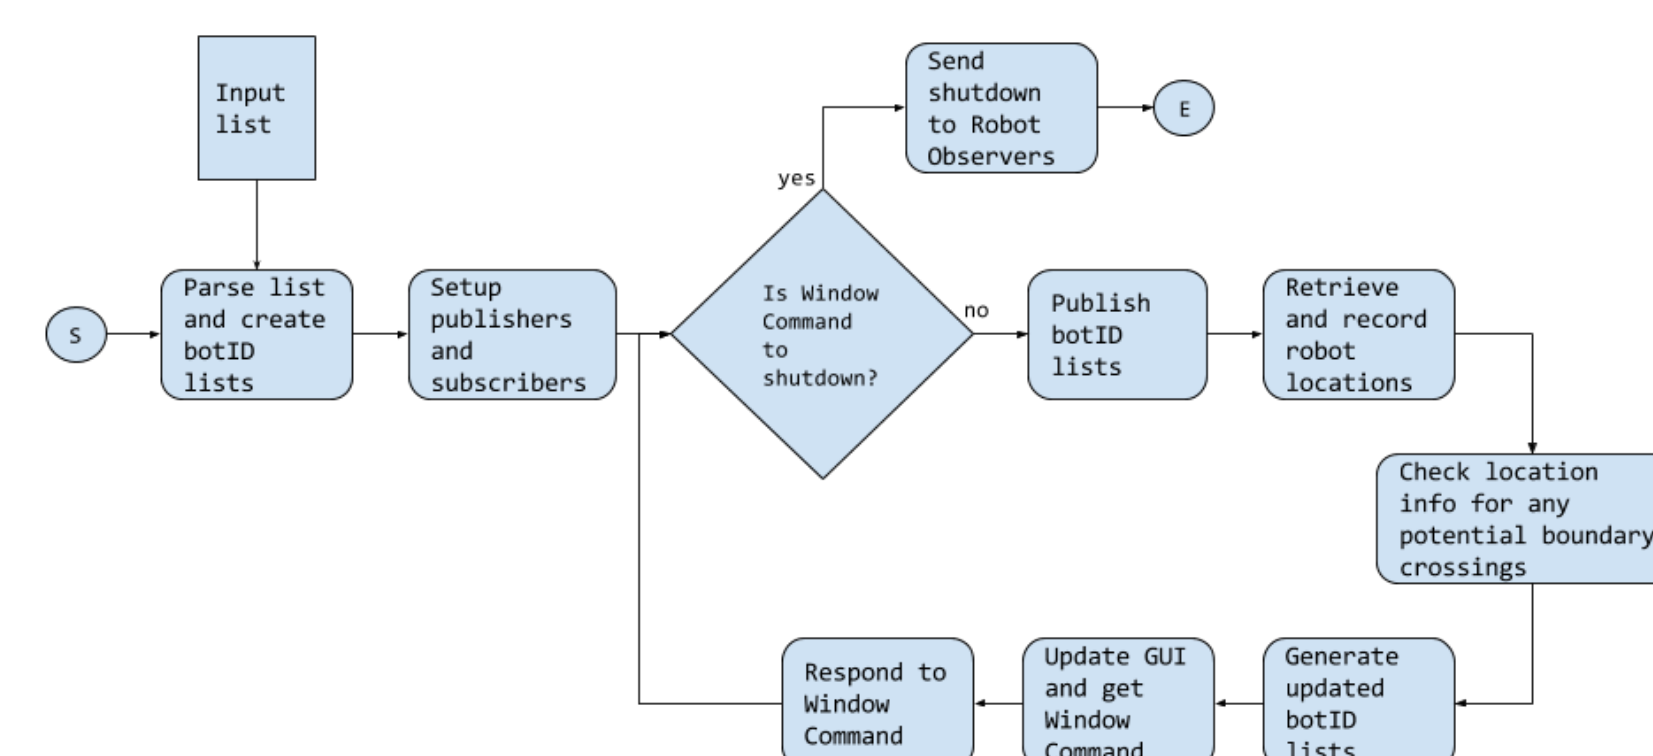 Input
list
Send
shutdown
to Robot
Observers
E
yes
S
Parse list
and create
botID
lists
Setup
publishers
and
subscribers
Is Window
Command
to
shutdown?
no
Publish
botID
lists
Retrieve
and record
robot
locations
Check location
info for any
potential boundary
crossings
Generate
updated
botID
lists
Update GUI
and get
Window
Command
Respond to
Window
Command